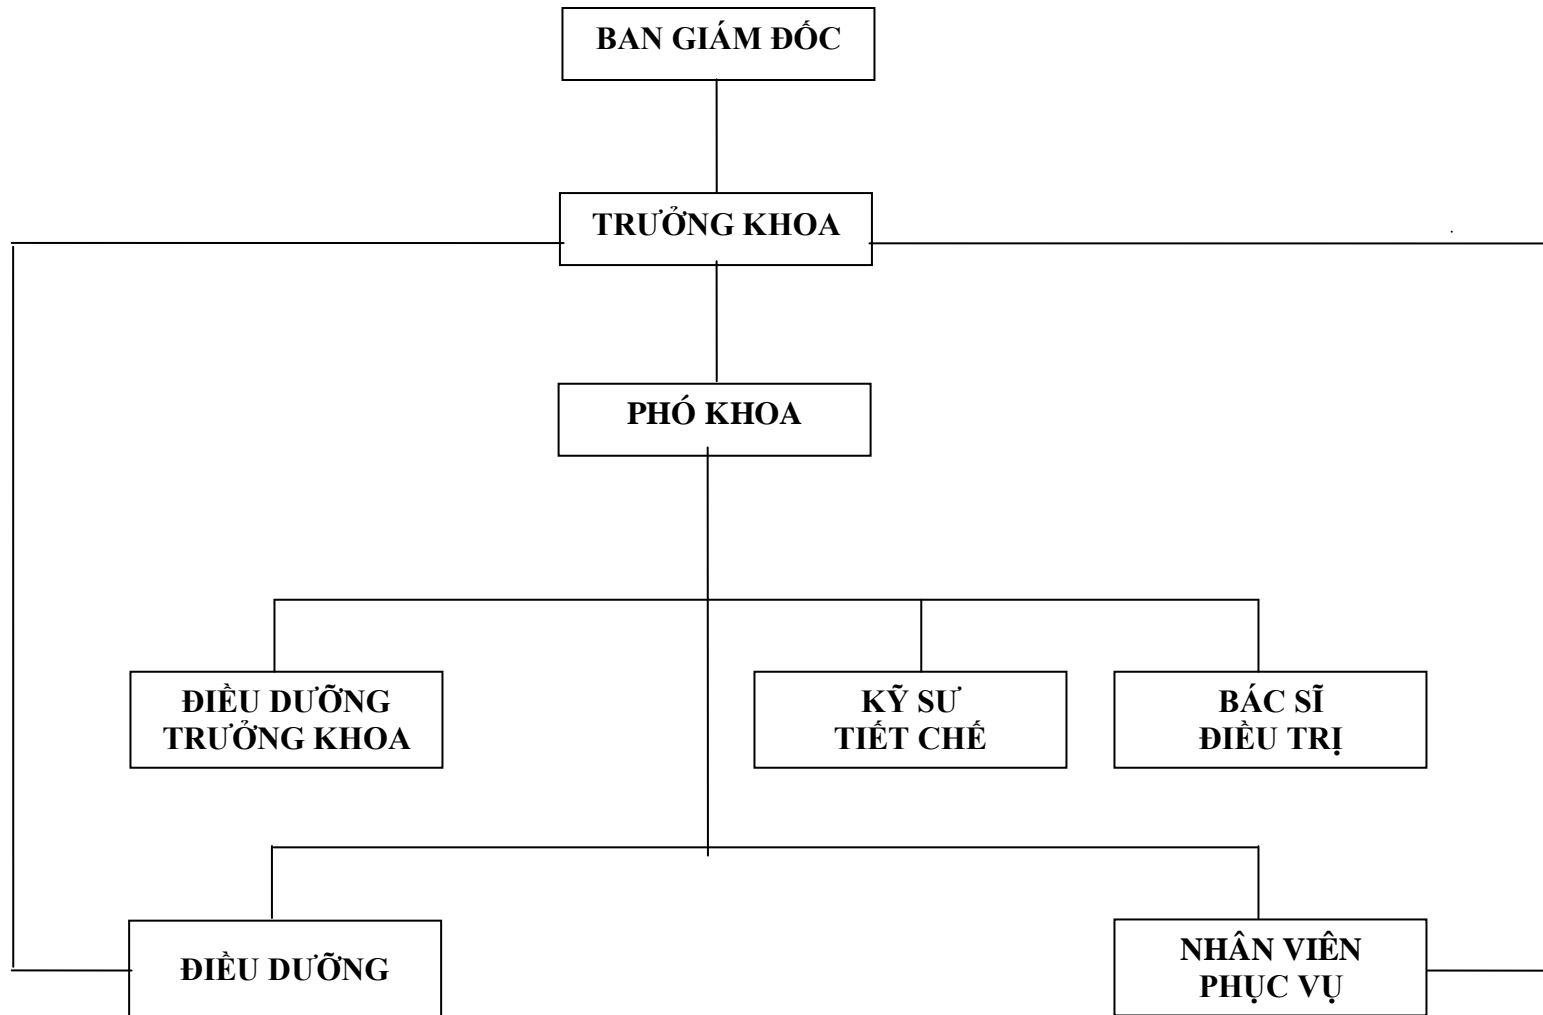 BAN GIÁM ĐỐC
TRƯỞNG KHOA
PHÓ KHOA
ĐIỀU DƯỠNG
TRƯỞNG KHOA
KỸ SƯ
TIẾT CHẾ
BÁC SĨ
ĐIỀU TRỊ
ĐIỀU DƯỠNG
NHÂN VIÊN
PHỤC VỤ